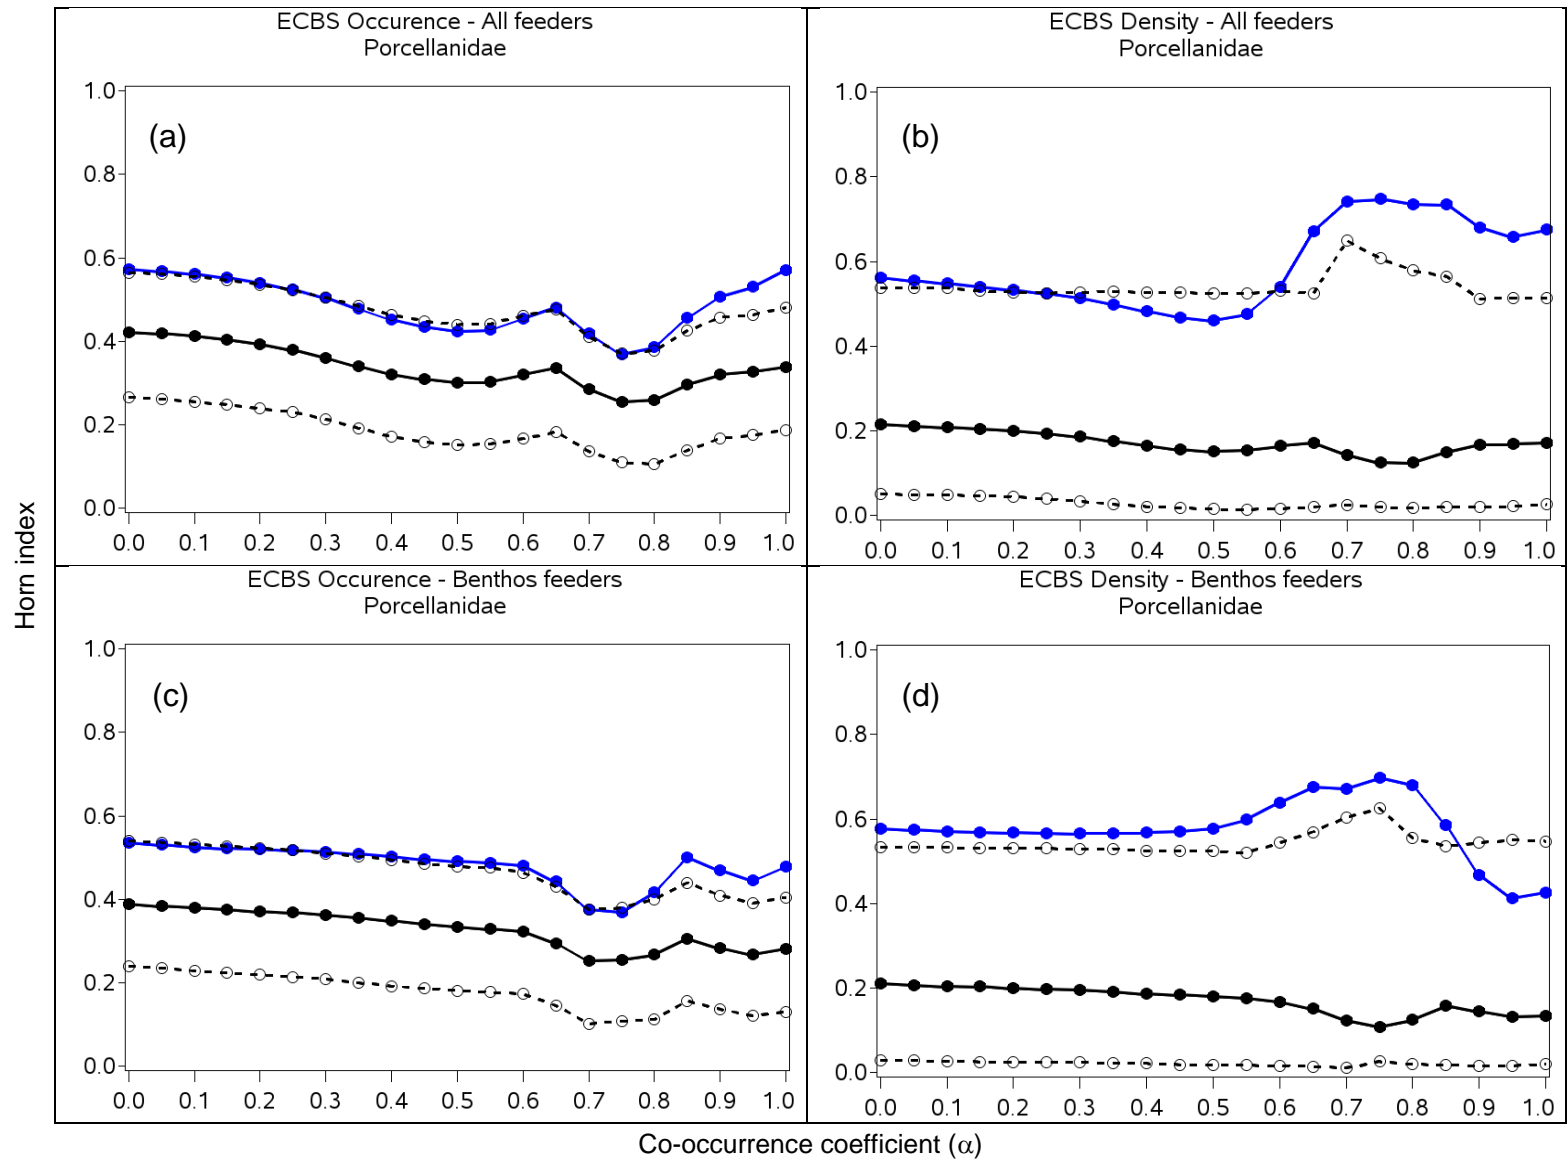 ECBS Occurence - All feeders
Porcellanidae
(a)
1.0
0.8
0.6
0.4
0.2
0.0
0.0 0.1 0.2 0.3 0.4 0.5 0.6 0.7 0.8 0.9 1.0
ECBS Density - All feeders
Porcellanidae
(b)
1.0
0.8
0.6
0.4
0.2
0.0
0.0 0.1 0.2 0.3 0.4 0.5 0.6 0.7 0.8 0.9 1.0
ECBS Occurence - Benthos feeders
Porcellanidae
(c)
1.0
0.8
0.6
0.4
0.2
0.0
0.0 0.1 0.2 0.3 0.4 0.5 0.6 0.7 0.8 0.9 1.0
ECBS Density - Benthos feeders
Porcellanidae
(d)
1.0
0.8
0.6
0.4
0.2
0.0
0.0 0.1 0.2 0.3 0.4 0.5 0.6 0.7 0.8 0.9 1.0
Horn index
Co-occurrence coefficient (α)